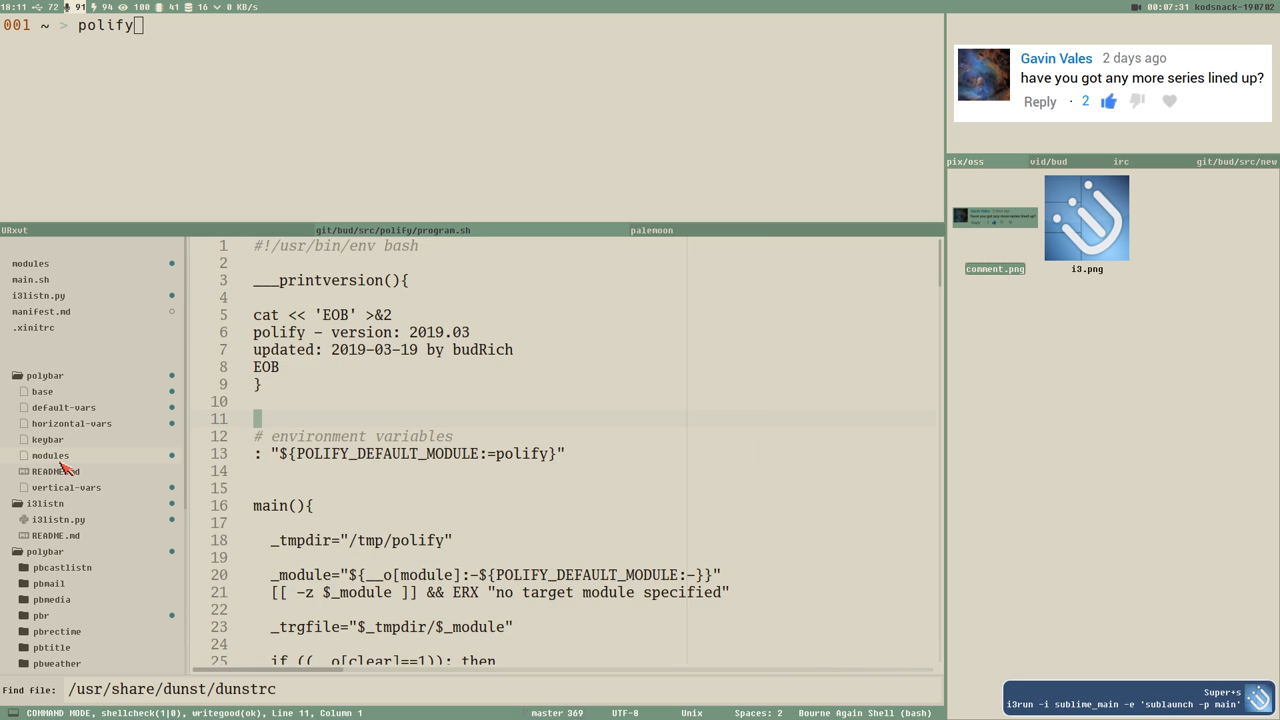 18:11 72 91 94 100 41 16 0 KB/s
00:07:31 kodsnack-190702
001 ~ > polify
Gavin Vales 2 days ago
have you got any more series lined up?
Reply · 2
pix/oss vid/bud irc git/bud/src/new
comment.png i3.png
URxvt git/bud/src/polify/program.sh palemoon
modules
main.sh
i3listn.py
manifest.md
.xinitrc
polybar
base
default-vars
horizontal-vars
keybar
modules
README.md
vertical-vars
i3listn
i3listn.py
README.md
polybar
pbcastlistn
pbmail
pbmedia
pbr
pbrectime
pbtitle
pbweather
1 #!/usr/bin/env bash
2
3 ___printversion(){
4
5 cat << 'EOB' >&2
6 polify - version: 2019.03
7 updated: 2019-03-19 by budRich
8 EOB
9 }
10
11
12 # environment variables
13 : "${POLIFY_DEFAULT_MODULE:=polify}"
14
15
16 main(){
17
18 _tmpdir="/tmp/polify"
19
20 _module="${__o[module]:-${POLIFY_DEFAULT_MODULE:-}}"
21 [[ -z $_module ]] && ERX "no target module specified"
22
23 _trgfile="$_tmpdir/$_module"
24
25 if ((__o[clear]==1)); then
Find file: /usr/share/dunst/dunstrc
COMMAND MODE, shellcheck(1|0), writegood(ok), Line 11, Column 1 master 369 UTF-8 Unix Spaces: 2 Bourne Again Shell (bash)
Super+s
i3run -i sublime_main -e 'sublaunch -p main'